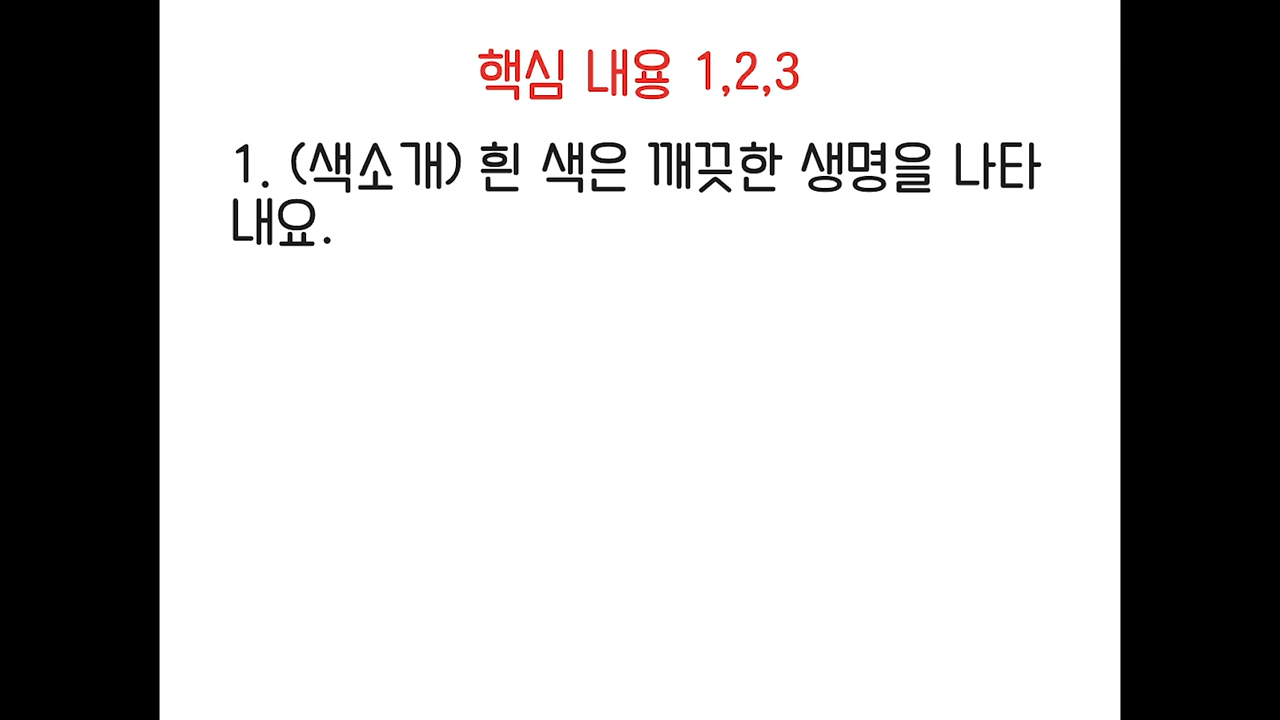 핵심 내용 1,2,3
1. (색소개) 흰 색은 깨끗한 생명을 나타
내요.